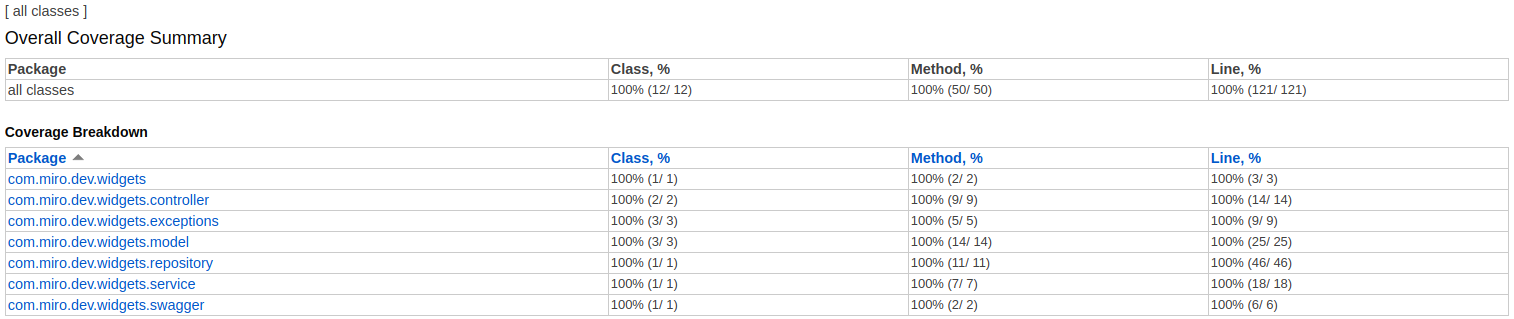 [ all classes ]
Overall Coverage Summary
Package Class, % Method, % Line, %
all classes 100% (12/ 12) 100% (50/ 50) 100% (121/ 121)
Coverage Breakdown
Package Class, % Method, % Line, %
com.miro.dev.widgets 100% (1/ 1) 100% (2/ 2) 100% (3/ 3)
com.miro.dev.widgets.controller 100% (2/ 2) 100% (9/ 9) 100% (14/ 14)
com.miro.dev.widgets.exceptions 100% (3/ 3) 100% (5/ 5) 100% (9/ 9)
com.miro.dev.widgets.model 100% (3/ 3) 100% (14/ 14) 100% (25/ 25)
com.miro.dev.widgets.repository 100% (1/ 1) 100% (11/ 11) 100% (46/ 46)
com.miro.dev.widgets.service 100% (1/ 1) 100% (7/ 7) 100% (18/ 18)
com.miro.dev.widgets.swagger 100% (1/ 1) 100% (2/ 2) 100% (6/ 6)